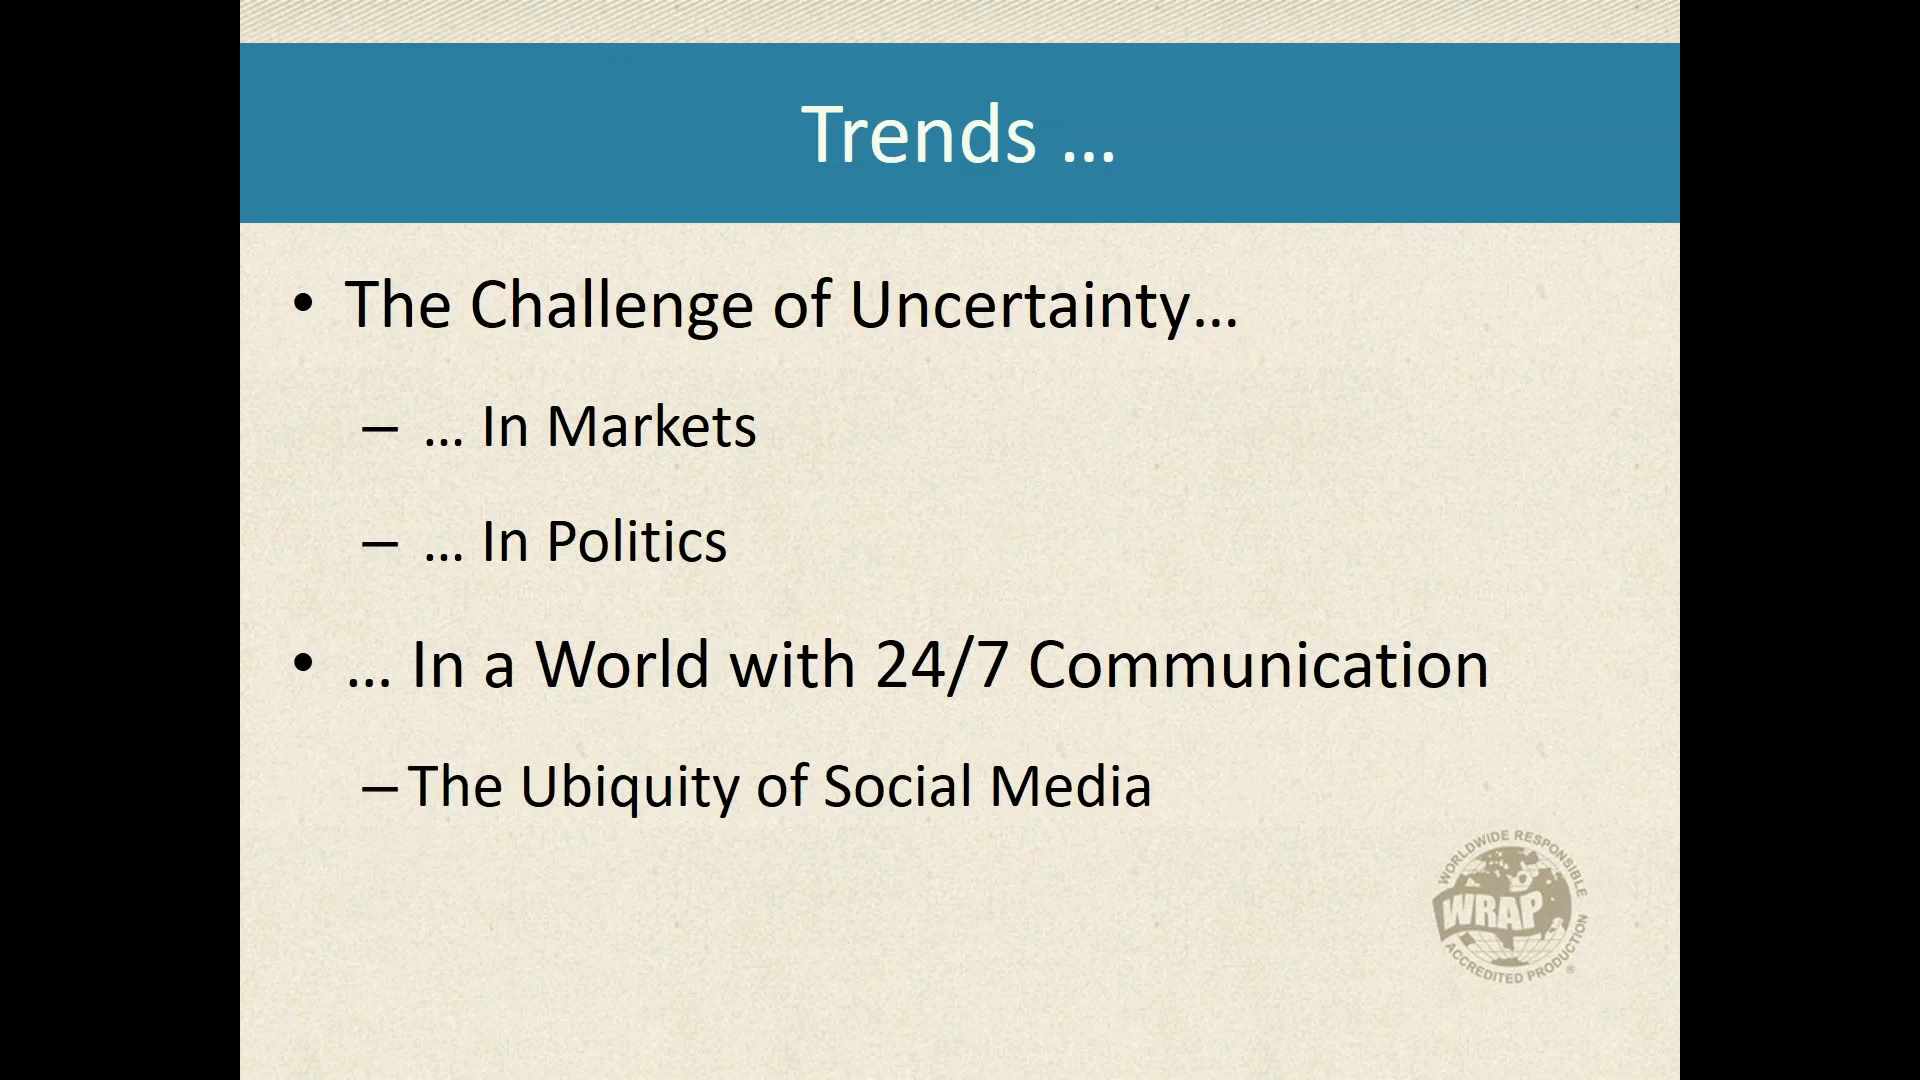 Trends …
• The Challenge of Uncertainty…
– … In Markets
– … In Politics
• … In a World with 24/7 Communication
– The Ubiquity of Social Media
WORLDWIDE RESPONSIBLE
WRAP
ACCREDITED PRODUCTION ®